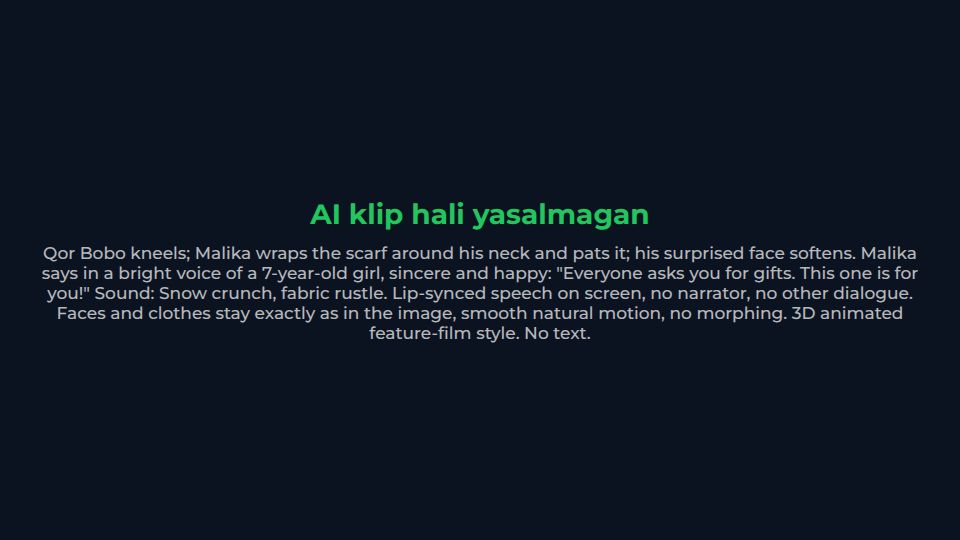 AI klip hali yasalmagan
Qor Bobo kneels; Malika wraps the scarf around his neck and pats it; his surprised face softens. Malika
says in a bright voice of a 7-year-old girl, sincere and happy: "Everyone asks you for gifts. This one is for
you!" Sound: Snow crunch, fabric rustle. Lip-synced speech on screen, no narrator, no other dialogue.
Faces and clothes stay exactly as in the image, smooth natural motion, no morphing. 3D animated
feature-film style. No text.